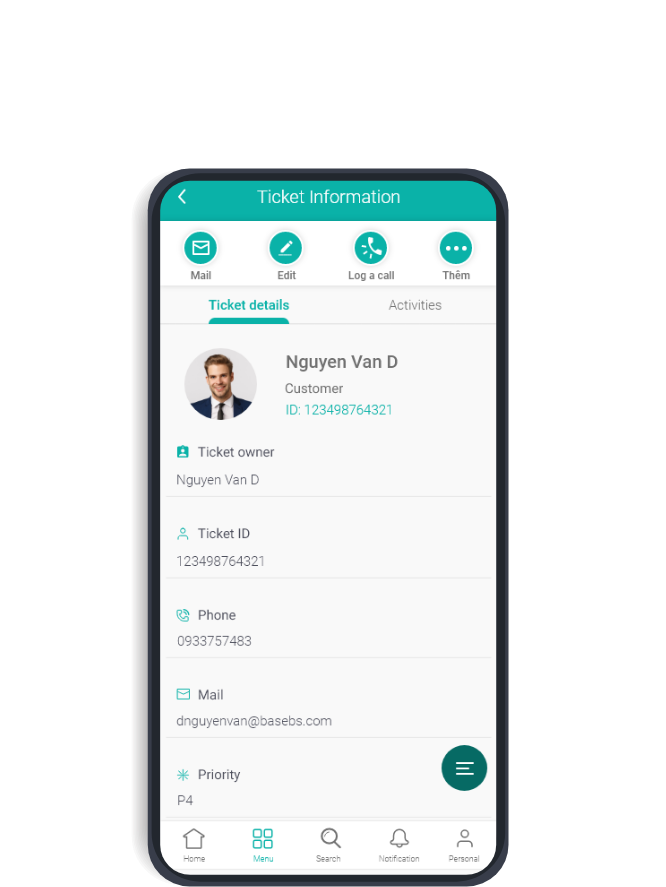 Ticket Information
Mail
Edit
Log a call
Thêm
Ticket details
Activities
Nguyen Van D
Customer
ID: 123498764321
Ticket owner
Nguyen Van D
Ticket ID
123498764321
Phone
0933757483
Mail
dnguyenvan@basebs.com
Priority
P4
Home
Menu
Search
Notification
Personal